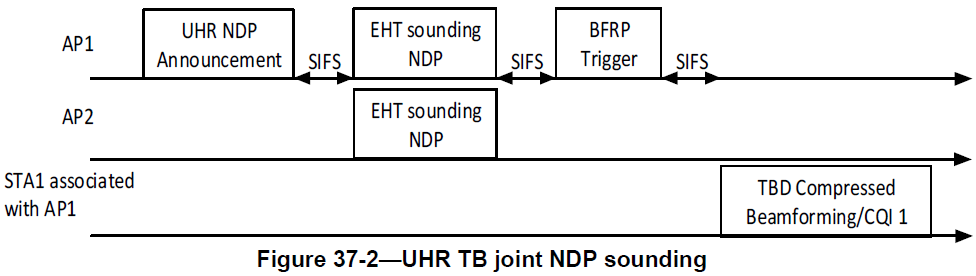 AP1
UHR NDP
Announcement
SIFS
EHT sounding
NDP
SIFS
BFRP
Trigger
SIFS
AP2
EHT sounding
NDP
STA1 associated
with AP1
TBD Compressed
Beamforming/CQI 1
Figure 37-2—UHR TB joint NDP sounding